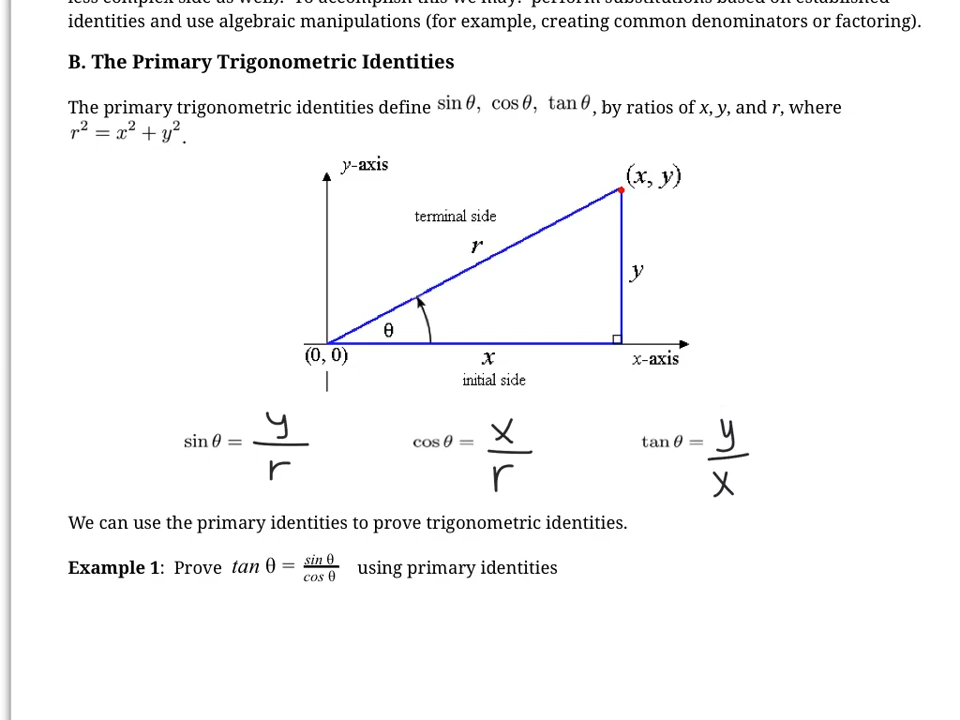 identities and use algebraic manipulations (for example, creating common denominators or factoring).
B. The Primary Trigonometric Identities
The primary trigonometric identities define sin θ, cos θ, tan θ, by ratios of x, y, and r, where
r² = x² + y².
y-axis
(x, y)
terminal side
r
y
θ
(0, 0)
x
x-axis
initial side
sin θ = y/r cos θ = x/r tan θ = y/x
We can use the primary identities to prove trigonometric identities.
Example 1: Prove tan θ = sin θ/cos θ using primary identities